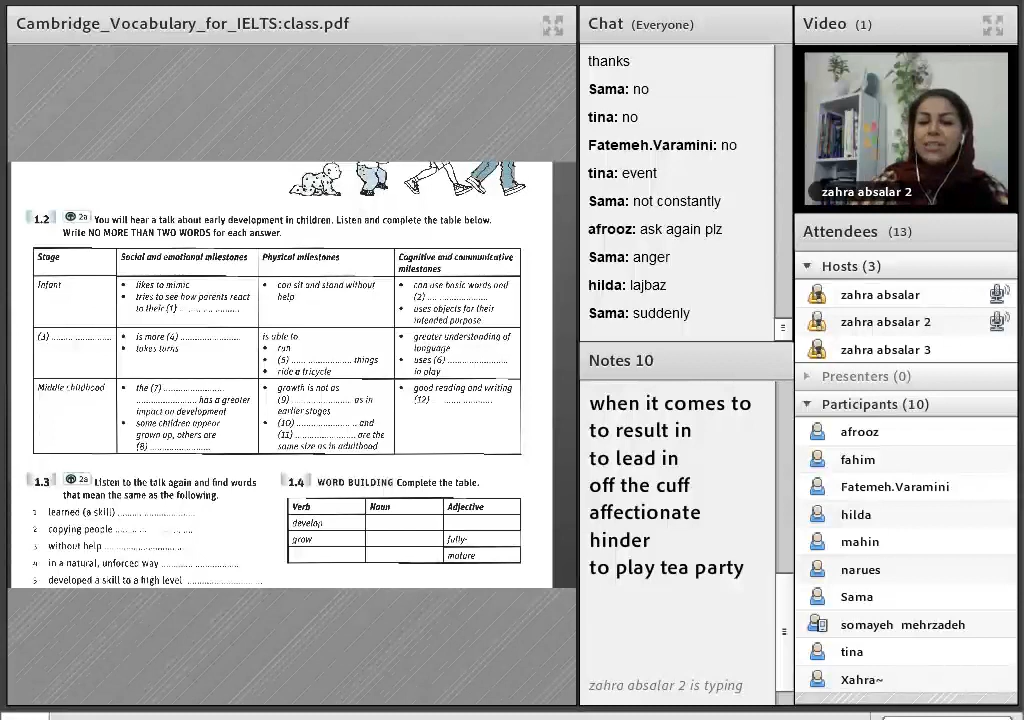 Cambridge_Vocabulary_for_IELTS:class.pdf
1.2 2a You will hear a talk about early development in children. Listen and complete the table below.
Write NO MORE THAN TWO WORDS for each answer.
Stage
Social and emotional milestones
Physical milestones
Cognitive and communicative milestones
Infant
• likes to mimic
• tries to see how parents react to their (1) ....................
• can sit and stand without help
• can use basic words and (2) ....................
• uses objects for their intended purpose
(3) ....................
• is more (4) ....................
• takes turns
is able to
• run
• (5) .................... things
• ride a tricycle
• greater understanding of language
• uses (6) .................... in play
Middle childhood
• the (7) .................... has a greater impact on development
• some children appear grown up, others are (8) ....................
• growth is not as (9) .................... as in earlier stages
• (10) .................... and (11) .................... are the same size as in adulthood
• good reading and writing (12) ....................
1.3 2a Listen to the talk again and find words
that mean the same as the following.
1 learned (a skill) ....................
2 copying people ....................
3 without help ....................
4 in a natural, unforced way ....................
5 developed a skill to a high level ....................
1.4 WORD BUILDING Complete the table.
Verb Noun Adjective
develop
grow fully-
mature
Chat (Everyone)
thanks
Sama: no
tina: no
Fatemeh.Varamini: no
tina: event
Sama: not constantly
afrooz: ask again plz
Sama: anger
hilda: lajbaz
Sama: suddenly
Notes 10
when it comes to
to result in
to lead in
off the cuff
affectionate
hinder
to play tea party
zahra absalar 2 is typing
Video (1)
zahra absalar 2
Attendees (13)
Hosts (3)
zahra absalar
zahra absalar 2
zahra absalar 3
Presenters (0)
Participants (10)
afrooz
fahim
Fatemeh.Varamini
hilda
mahin
narues
Sama
somayeh mehrzadeh
tina
Xahra~